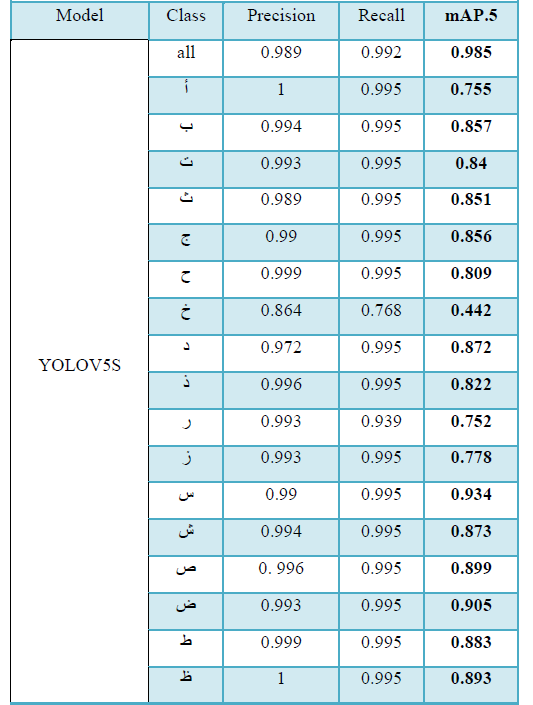 Model Class Precision Recall mAP.5
YOLOV5S
all 0.989 0.992 0.985
أ 1 0.995 0.755
ب 0.994 0.995 0.857
ت 0.993 0.995 0.84
ث 0.989 0.995 0.851
ج 0.99 0.995 0.856
ح 0.999 0.995 0.809
خ 0.864 0.768 0.442
د 0.972 0.995 0.872
ذ 0.996 0.995 0.822
ر 0.993 0.939 0.752
ز 0.993 0.995 0.778
س 0.99 0.995 0.934
ش 0.994 0.995 0.873
ص 0. 996 0.995 0.899
ض 0.993 0.995 0.905
ط 0.999 0.995 0.883
ظ 1 0.995 0.893